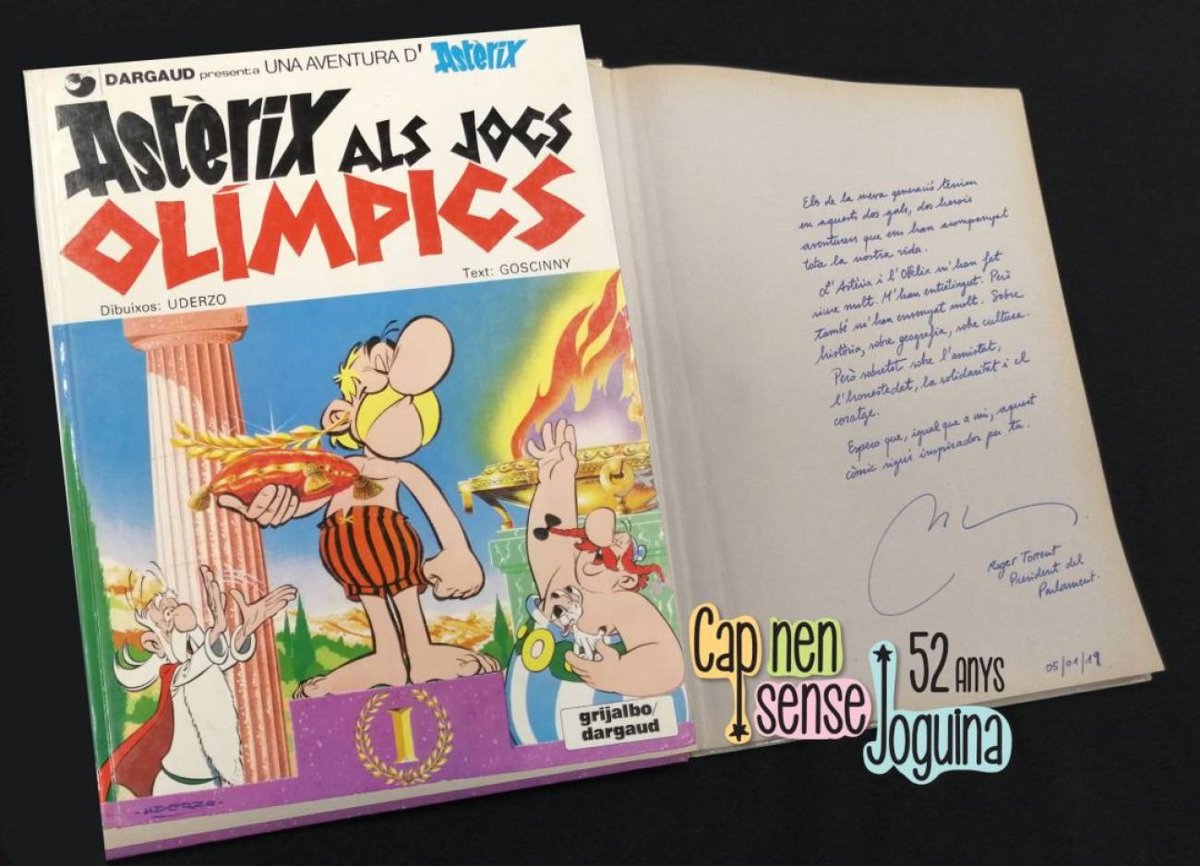 DARGAUD presenta UNA AVENTURA D' Astèrix
Astèrix ALS JOCS
OLÍMPICS
Text: GOSCINNY
Dibuixos: UDERZO
I
grijalbo/
dargaud
UDERZO
Els de la meva generació teníem
en aquests dos gals, dos herois
aventurers que ens han acompanyat
tota la nostra vida.
L'Astèrix i l'Obèlix m'han fet
riure molt. M'han entretingut. Però
també m'han ensenyat molt. Sobre
història, sobre geografia, sobre cultura.
Però sobretot sobre l'amistat,
l'honestedat, la solidaritat i el
coratge.
Espero que, igual que a mi, aquest
còmic sigui inspirador per tu.
Roger Torrent
President del
Parlament.
05/01/19
Cap nen
sense
Joguina
52 ANYS